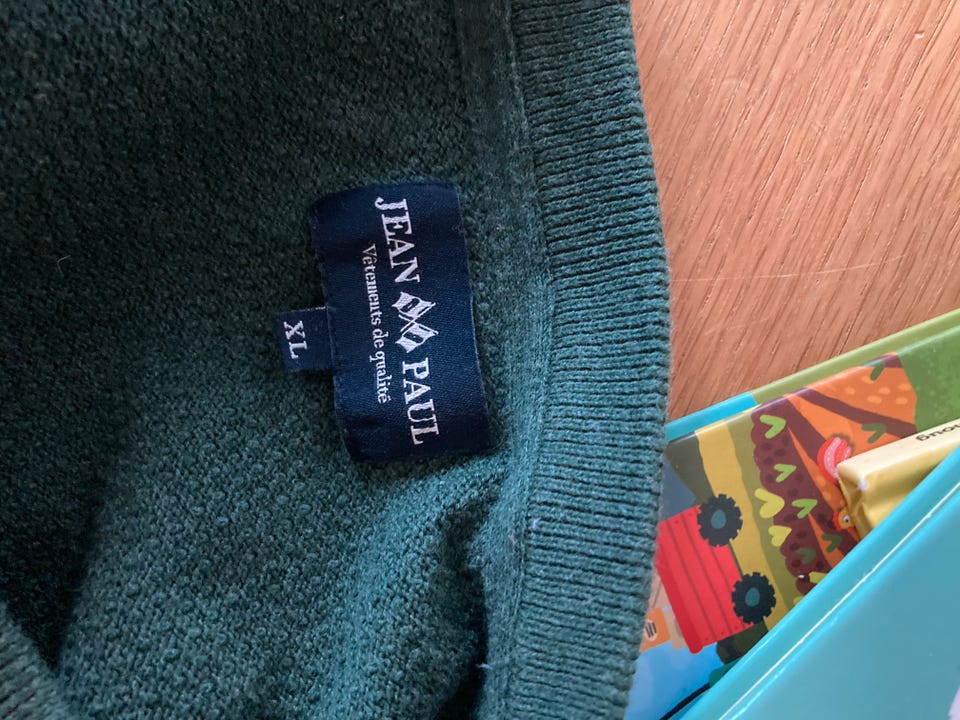 JEAN PAUL
Vêtements de qualité
XL